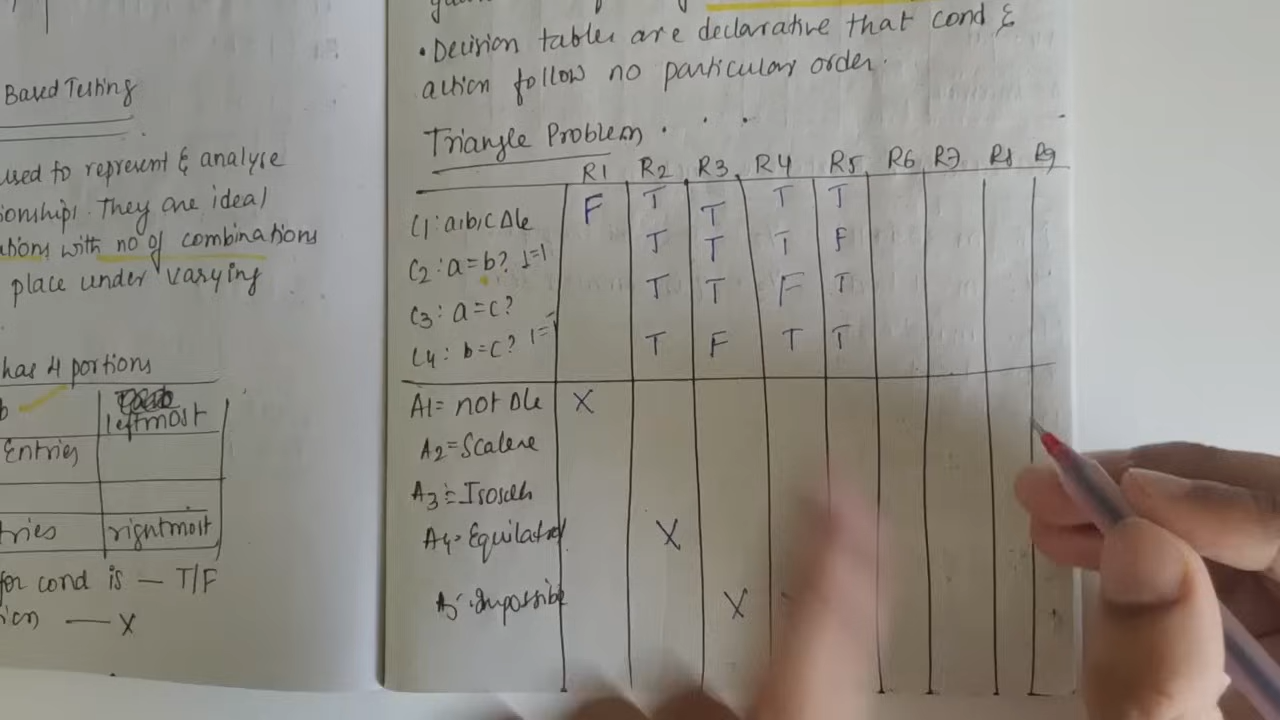 Based Testing
used to represent & analyse
ionships. They are ideal
ations with no of combinations
place under varying
has 4 portions
leftmost
Entries
tries rightmost
for cond is — T/F
ion — X
• Decision tables are declarative that cond &
action follow no particular order.
Triangle Problem
R1 R2 R3 R4 R5 R6 R7 R8 R9
C1: a,b,c Δle F T T T T
C2: a=b? 1=1 T T T F
C3: a=c? T T F T
C4: b=c? T F T T
A1= not Δle X
A2= Scalene
A3=
A4= X
A5: Impossible X